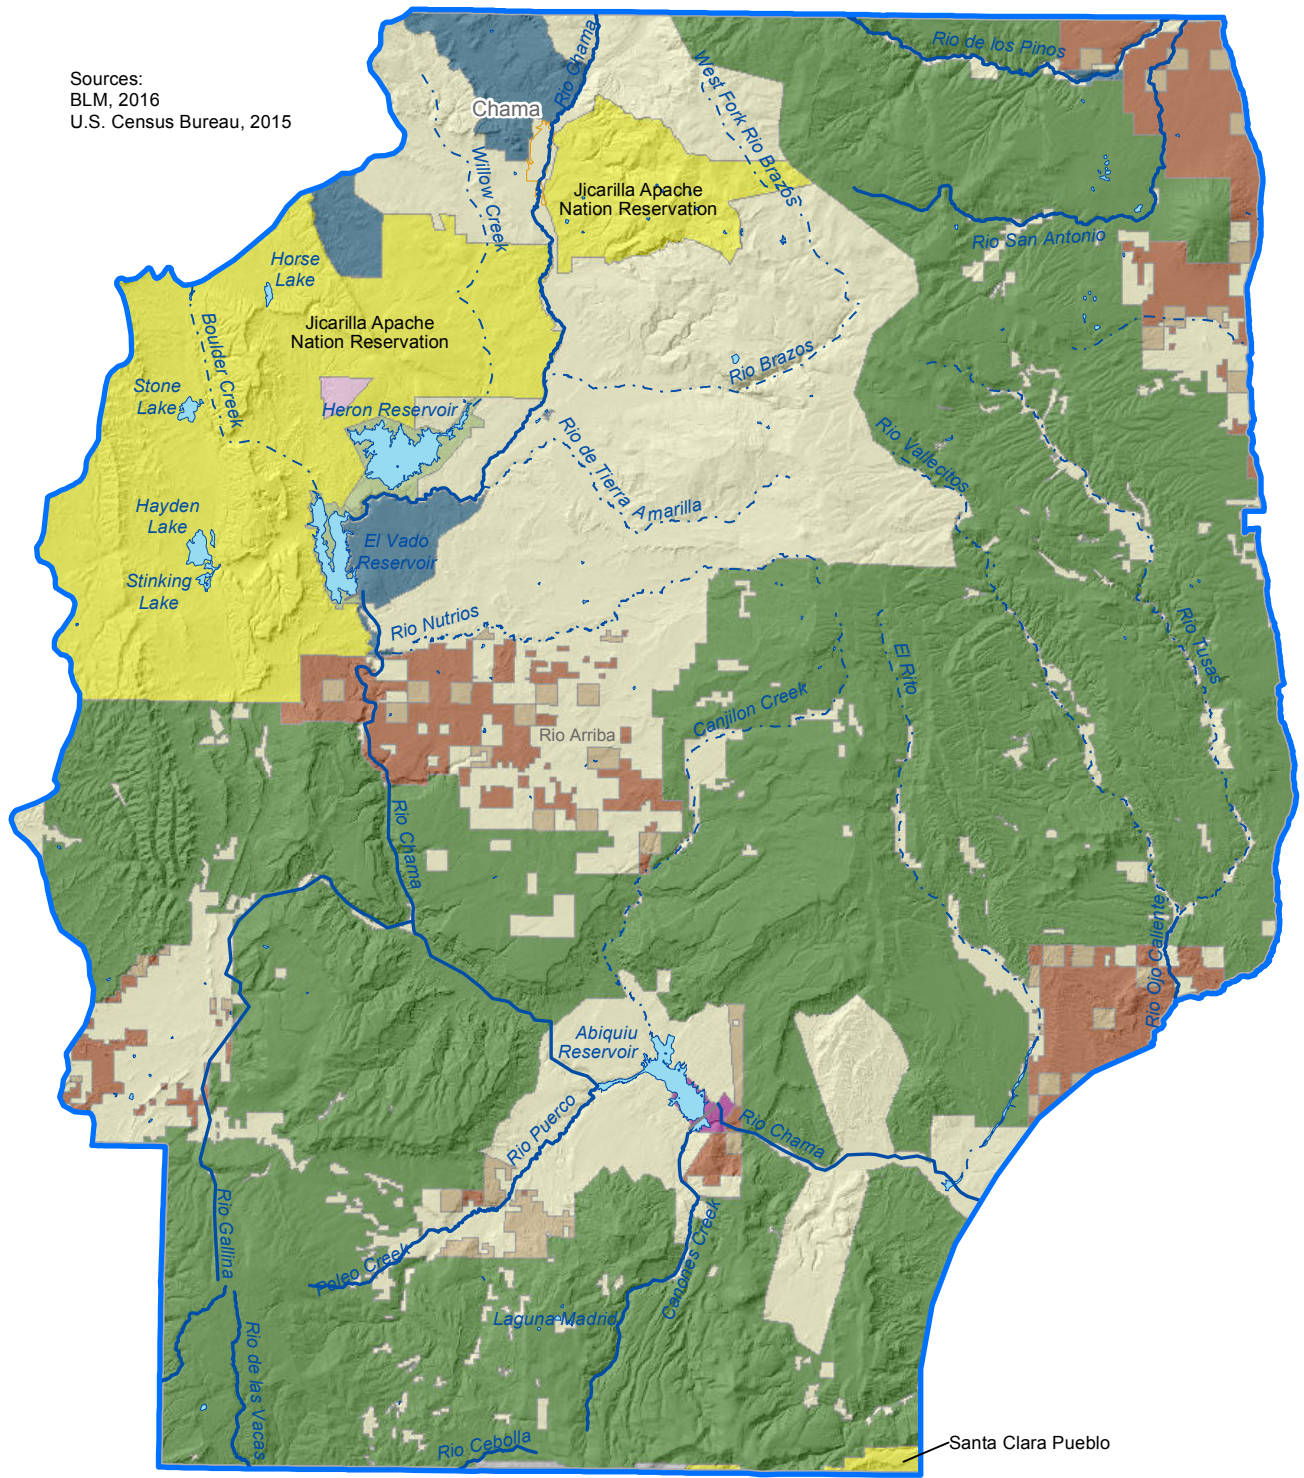 Sources:
BLM, 2016
U.S. Census Bureau, 2015
Rio de los Pinos
Rio Chama
West Fork Rio Brazos
Chama
Willow Creek
Jicarilla Apache
Nation Reservation
Rio San Antonio
Horse
Lake
Jicarilla Apache
Nation Reservation
Boulder Creek
Rio Brazos
Stone
Lake
Heron Reservoir
Rio de Tierra Amarilla
Rio Vallecitos
Hayden
Lake
El Vado
Reservoir
Stinking
Lake
Rio Nutrios
Rio Tusas
El Rito
Canjilon Creek
Rio Arriba
Rio Chama
Rio Ojo Caliente
Abiquiu
Reservoir
Rio Puerco
Rio Chama
Rio Gallina
Poleo Creek
Canones Creek
Laguna Madrid
Rio de las Vacas
Rio Cebolla
Santa Clara Pueblo